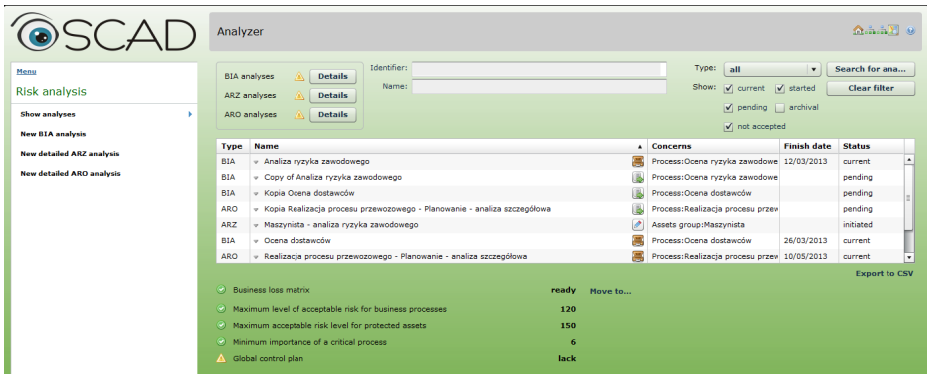 OSCAD
Analyzer
Menu
Risk analysis
Show analyses
New BIA analysis
New detailed ARZ analysis
New detailed ARO analysis
BIA analyses Details
ARZ analyses Details
ARO analyses Details
Identifier:
Name:
Type: all Search for ana...
Show: current started Clear filter
pending archival
not accepted
Type Name Concerns Finish date Status
BIA Analiza ryzyka zawodowego Process:Ocena ryzyka zawodowe 12/03/2013 current
BIA Copy of Analiza ryzyka zawodowego Process:Ocena ryzyka zawodowe pending
BIA Kopia Ocena dostawców Process:Ocena dostawców pending
ARO Kopia Realizacja procesu przewozowego - Planowanie - analiza szczegółowa Process:Realizacja procesu przew pending
ARZ Maszynista - analiza ryzyka zawodowego Assets group:Maszynista initiated
BIA Ocena dostawców Process:Ocena dostawców 26/03/2013 current
ARO Realizacja procesu przewozowego - Planowanie - analiza szczegółowa Process:Realizacja procesu przew 10/05/2013 current
Export to CSV
Business loss matrix ready Move to...
Maximum level of acceptable risk for business processes 120
Maximum acceptable risk level for protected assets 150
Minimum importance of a critical process 6
Global control plan lack